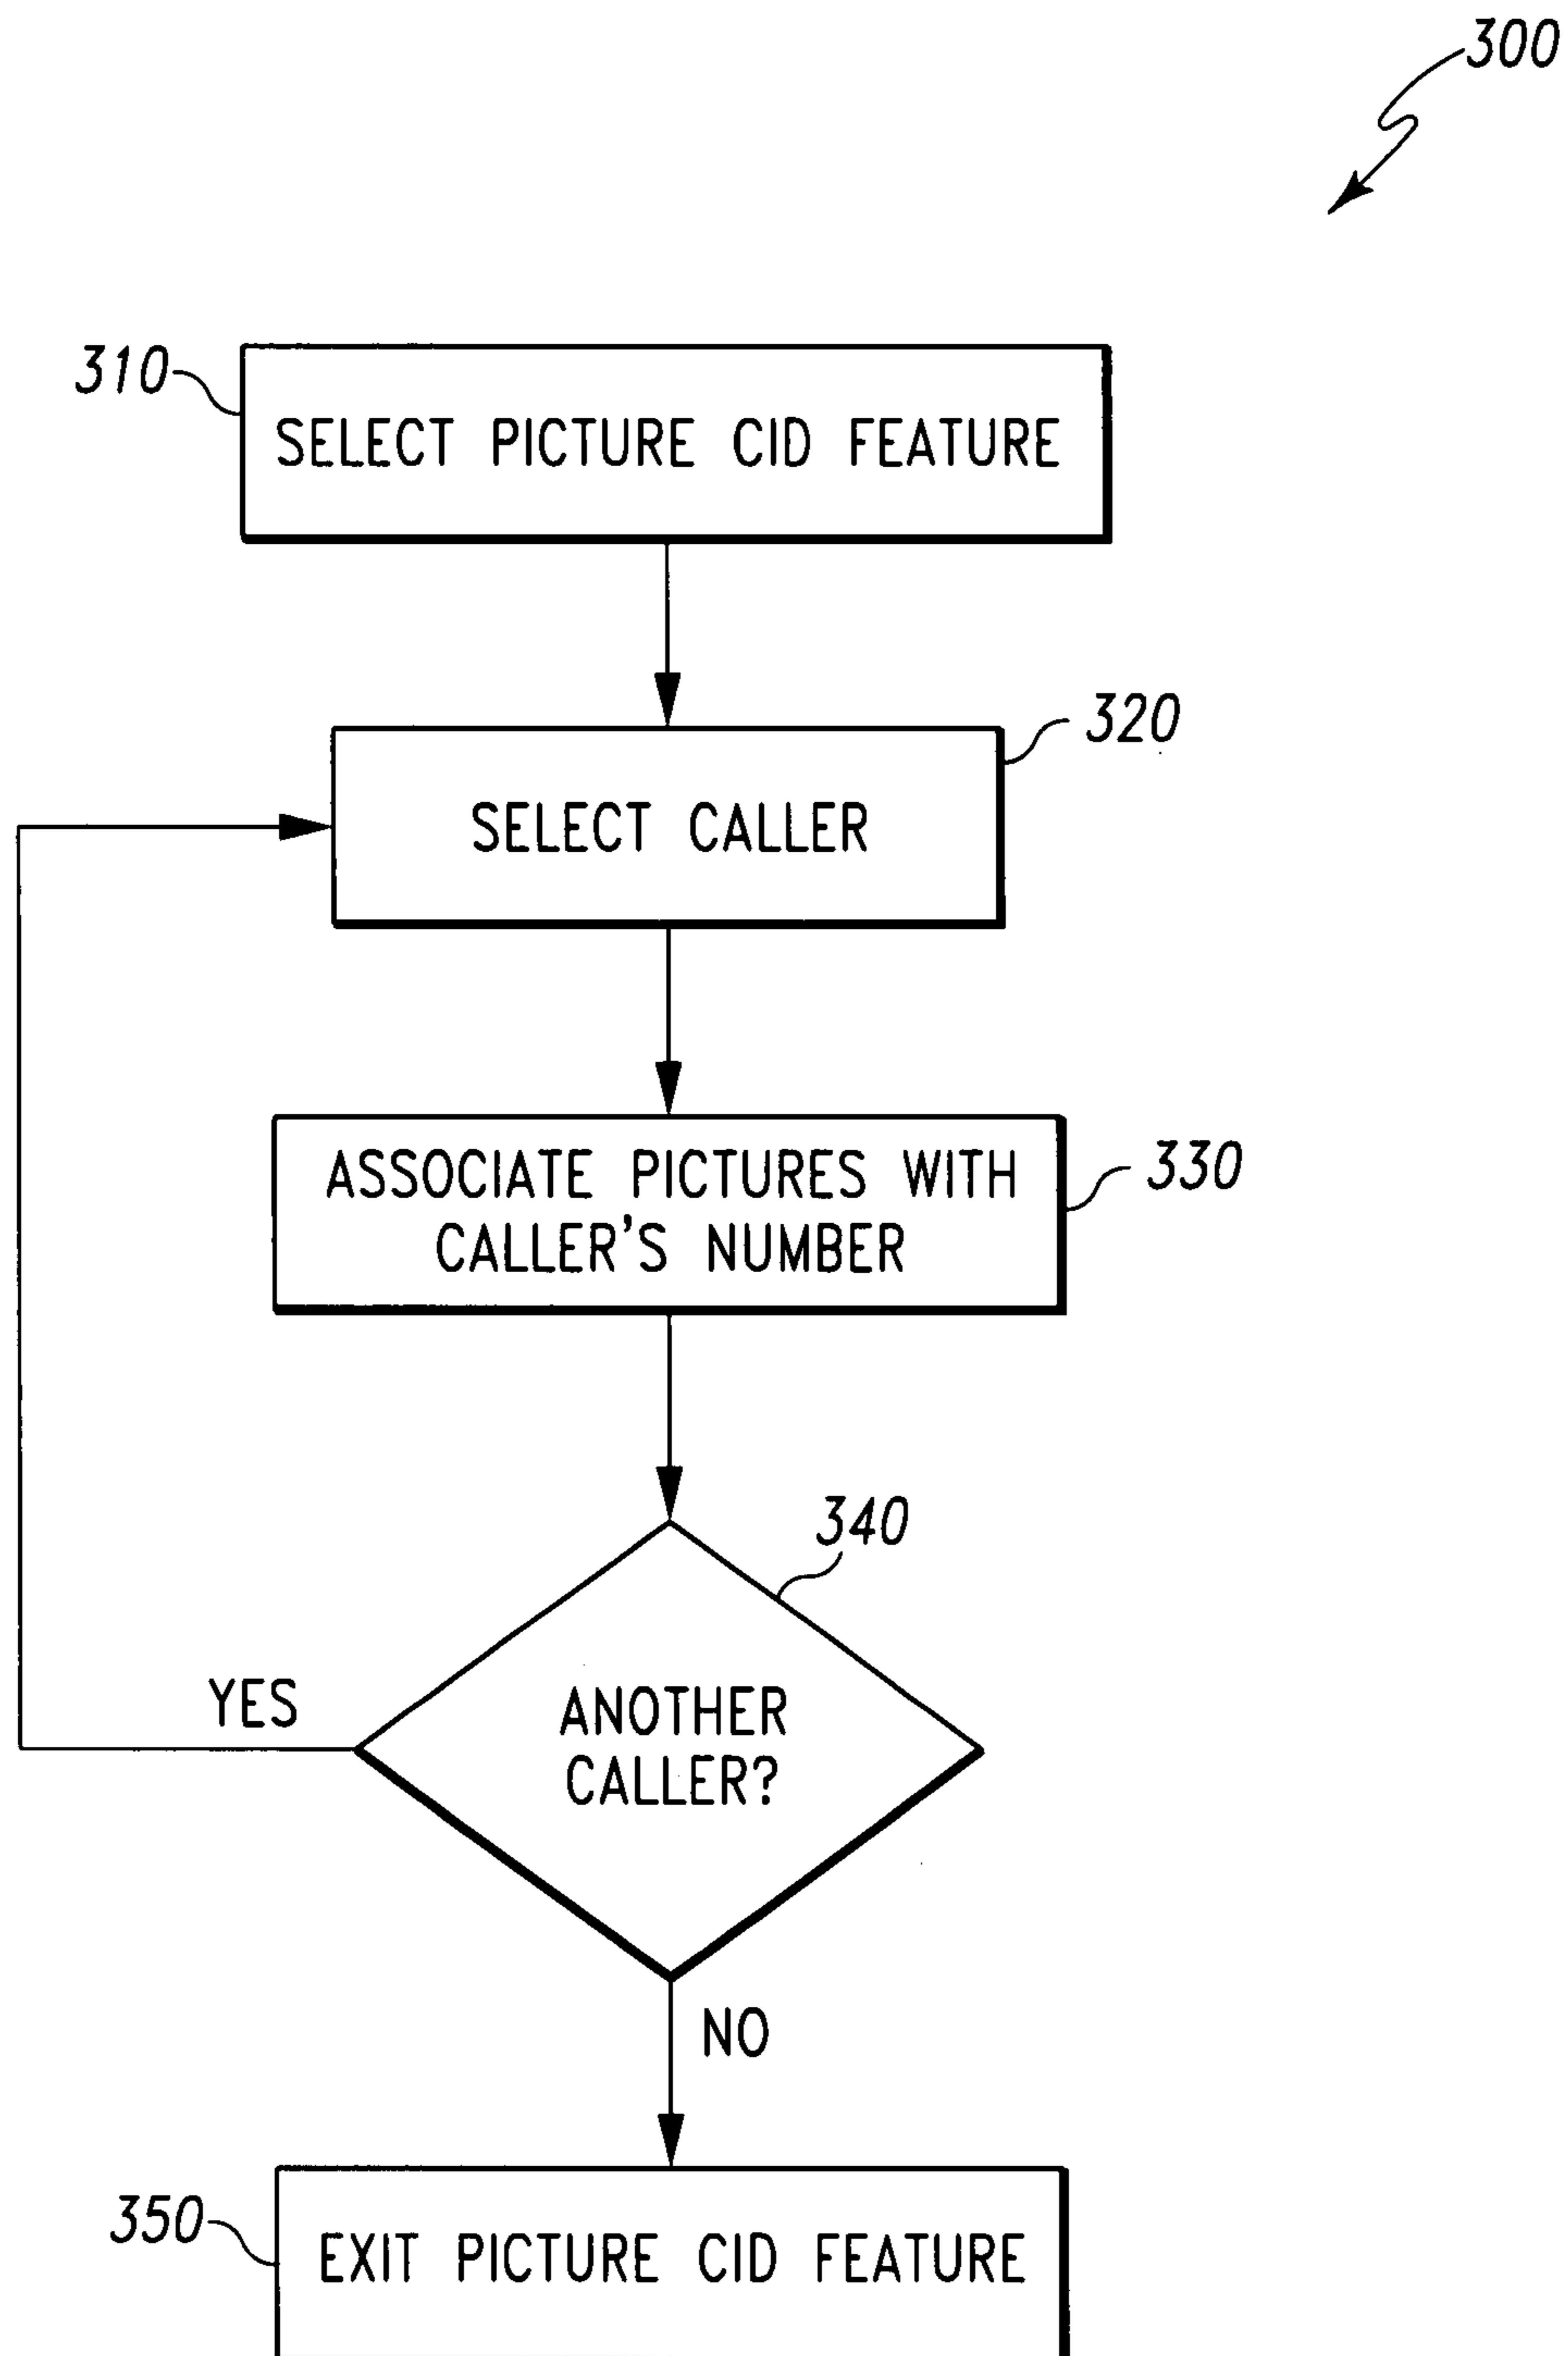 300
310
SELECT PICTURE CID FEATURE
320
SELECT CALLER
330
ASSOCIATE PICTURES WITH
CALLER'S NUMBER
340
ANOTHER
CALLER?
YES
NO
350
EXIT PICTURE CID FEATURE